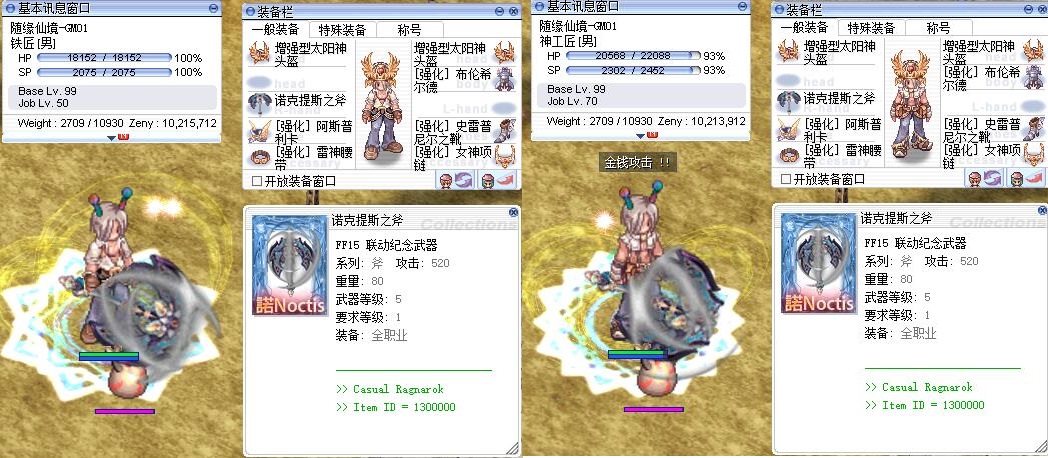 基本讯息窗口
随缘仙境-GM01
铁匠 [男]
HP 18152 / 18152 100%
SP 2075 / 2075 100%
Base Lv. 99
Job Lv. 50
Weight : 2709 / 10930 Zeny : 10,215,712
装备栏
一般装备 特殊装备 称号
增强型太阳神头盔
增强型太阳神头盔
head
[强化] 布伦希尔德
body
诺克提斯之斧
L-hand
[强化] 阿斯普利卡
[强化] 史雷普尼尔之靴
[强化] 雷神腰带
[强化] 女神项链
开放装备窗口
诺克提斯之斧
Collections
FF15 联动纪念武器
系列: 斧 攻击: 520
重量: 80
武器等级: 5
要求等级: 1
装备: 全职业
諾Noctis
>> Casual Ragnarok
>> Item ID = 1300000
基本讯息窗口
随缘仙境-GM01
神工匠 [男]
HP 20568 / 22088 93%
SP 2302 / 2452 93%
Base Lv. 99
Job Lv. 70
Weight : 2709 / 10930 Zeny : 10,213,912
金钱攻击 !!
装备栏
一般装备 特殊装备 称号
增强型太阳神头盔
增强型太阳神头盔
head
[强化] 布伦希尔德
body
诺克提斯之斧
L-hand
[强化] 阿斯普利卡
[强化] 史雷普尼尔之靴
[强化] 雷神腰带
[强化] 女神项链
开放装备窗口
诺克提斯之斧
Collections
FF15 联动纪念武器
系列: 斧 攻击: 520
重量: 80
武器等级: 5
要求等级: 1
装备: 全职业
諾Noctis
>> Casual Ragnarok
>> Item ID = 1300000